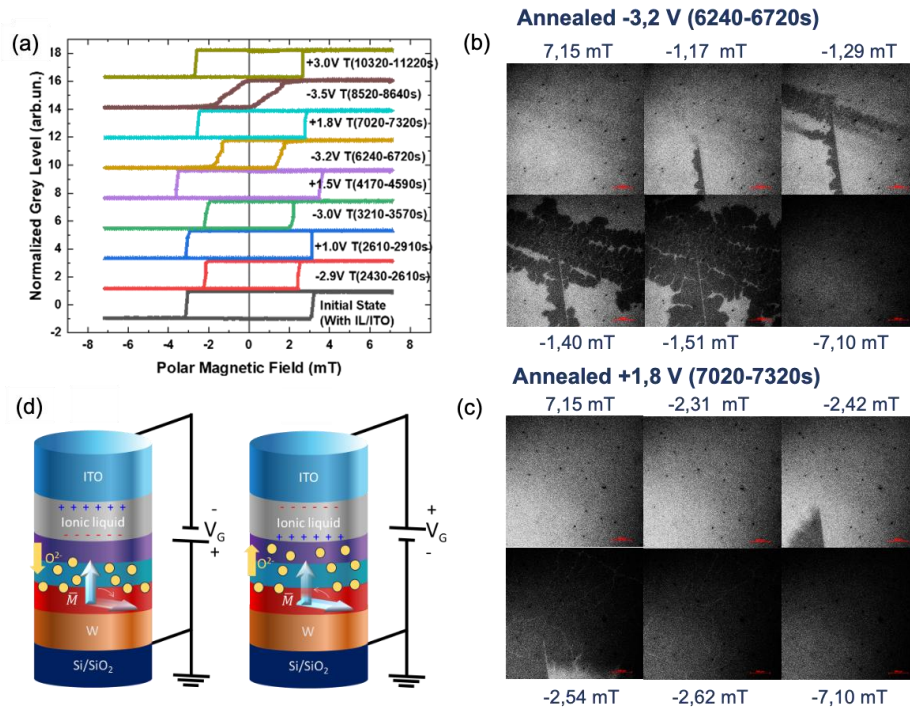 (a)
Normalized Grey Level (arb.un.)
18
16
14
12
10
8
6
4
2
0
-2
+3.0V T(10320-11220s)
-3.5V T(8520-8640s)
+1.8V T(7020-7320s)
-3.2V T(6240-6720s)
+1.5V T(4170-4590s)
-3.0V T(3210-3570s)
+1.0V T(2610-2910s)
-2.9V T(2430-2610s)
Initial State
(With IL/ITO)
-8 -6 -4 -2 0 2 4 6 8
Polar Magnetic Field (mT)
Annealed -3,2 V (6240-6720s)
(b)
7,15 mT -1,17 mT -1,29 mT
-1,40 mT -1,51 mT -7,10 mT
Annealed +1,8 V (7020-7320s)
(c)
7,15 mT -2,31 mT -2,42 mT
-2,54 mT -2,62 mT -7,10 mT
(d)
ITO
+ + + + + +
Ionic liquid
- - - - - -
O2-
M
W
Si/SiO2
-
VG
+
ITO
- - - - - -
Ionic liquid
+ + + + + +
O2-
M
W
Si/SiO2
+
VG
-